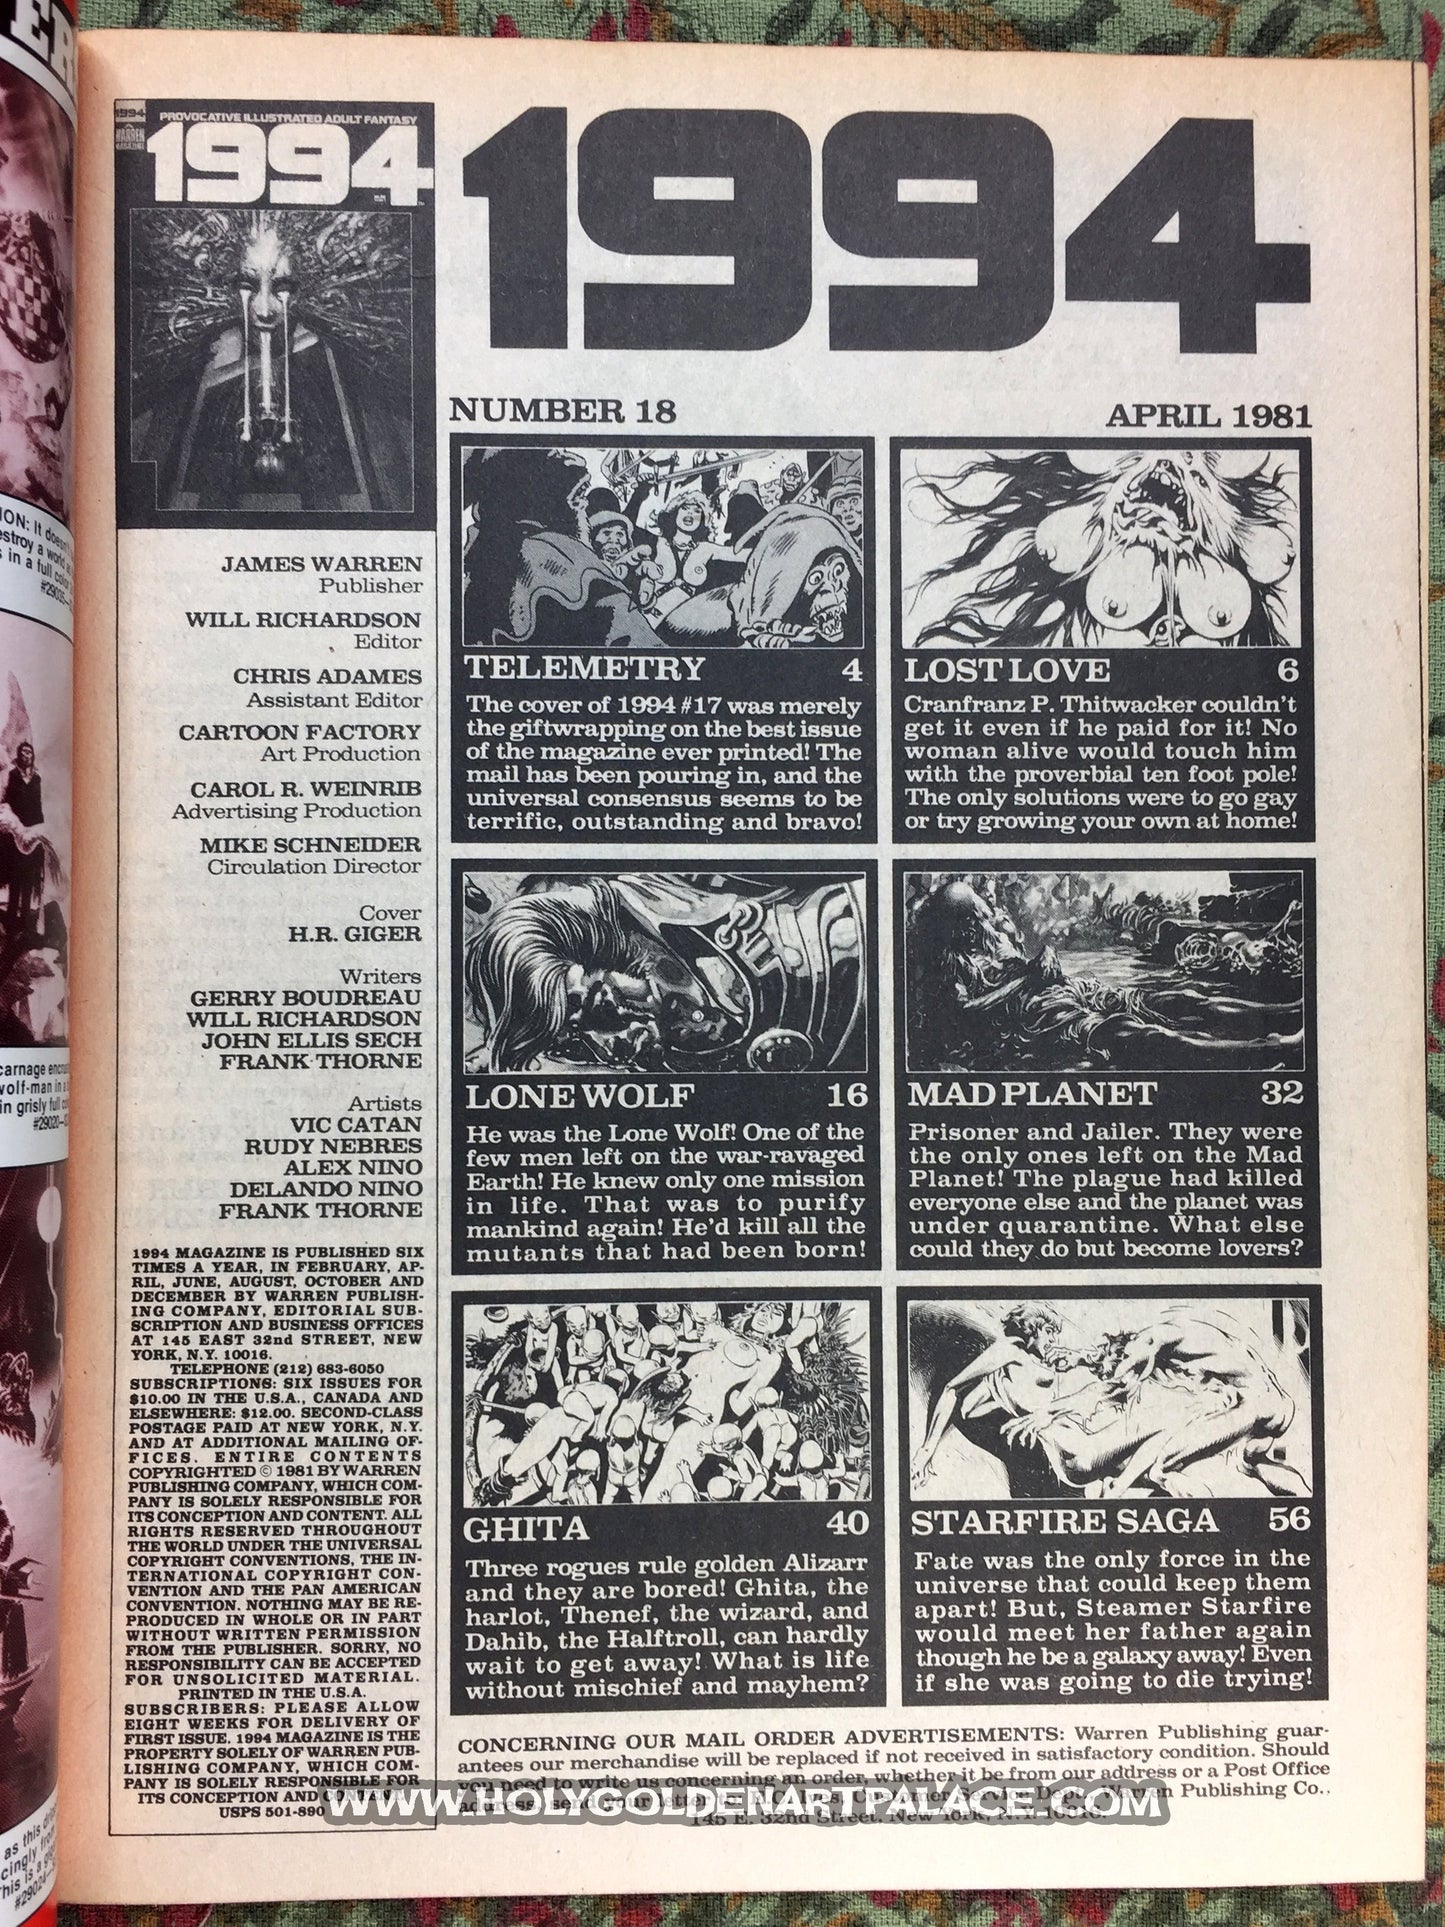 PROVOCATIVE ILLUSTRATED ADULT FANTASY
1994
WARREN
1994
NUMBER 18
APRIL 1981
JAMES WARREN
Publisher
WILL RICHARDSON
Editor
CHRIS ADAMES
Assistant Editor
CARTOON FACTORY
Art Production
CAROL R. WEINRIB
Advertising Production
MIKE SCHNEIDER
Circulation Director
Cover
H.R. GIGER
Writers
GERRY BOUDREAU
WILL RICHARDSON
JOHN ELLIS SECH
FRANK THORNE
Artists
VIC CATAN
RUDY NEBRES
ALEX NINO
DELANDO NINO
FRANK THORNE
1994 MAGAZINE IS PUBLISHED SIX
TIMES A YEAR, IN FEBRUARY, AP-
RIL, JUNE, AUGUST, OCTOBER AND
DECEMBER BY WARREN PUBLISH-
ING COMPANY, EDITORIAL SUB-
SCRIPTION AND BUSINESS OFFICES
AT 145 EAST 32nd STREET, NEW
YORK, N.Y. 10016.
TELEPHONE (212) 683-6050
SUBSCRIPTIONS: SIX ISSUES FOR
$10.00 IN THE U.S.A., CANADA AND
ELSEWHERE: $12.00. SECOND-CLASS
POSTAGE PAID AT NEW YORK, N.Y.
AND AT ADDITIONAL MAILING OF-
FICES. ENTIRE CONTENTS
COPYRIGHTED © 1981 BY WARREN
PUBLISHING COMPANY, WHICH COM-
PANY IS SOLELY RESPONSIBLE FOR
ITS CONCEPTION AND CONTENT. ALL
RIGHTS RESERVED THROUGHOUT
THE WORLD UNDER THE UNIVERSAL
COPYRIGHT CONVENTIONS, THE IN-
TERNATIONAL COPYRIGHT CON-
VENTION AND THE PAN AMERICAN
CONVENTION. NOTHING MAY BE RE-
PRODUCED IN WHOLE OR IN PART
WITHOUT WRITTEN PERMISSION
FROM THE PUBLISHER. SORRY, NO
RESPONSIBILITY CAN BE ACCEPTED
FOR UNSOLICITED MATERIAL.
PRINTED IN THE U.S.A.
SUBSCRIBERS: PLEASE ALLOW
EIGHT WEEKS FOR DELIVERY OF
FIRST ISSUE. 1994 MAGAZINE IS THE
PROPERTY SOLELY OF WARREN PUB-
LISHING COMPANY, WHICH COM-
PANY IS SOLELY RESPONSIBLE FOR
ITS CONCEPTION AND CONTENT.
USPS 501-890
TELEMETRY 4
The cover of 1994 #17 was merely
the giftwrapping on the best issue
of the magazine ever printed! The
mail has been pouring in, and the
universal consensus seems to be
terrific, outstanding and bravo!
LOST LOVE 6
Cranfranz P. Thitwacker couldn't
get it even if he paid for it! No
woman alive would touch him
with the proverbial ten foot pole!
The only solutions were to go gay
or try growing your own at home!
LONE WOLF 16
He was the Lone Wolf! One of the
few men left on the war-ravaged
Earth! He knew only one mission
in life. That was to purify
mankind again! He'd kill all the
mutants that had been born!
MAD PLANET 32
Prisoner and Jailer. They were
the only ones left on the Mad
Planet! The plague had killed
everyone else and the planet was
under quarantine. What else
could they do but become lovers?
GHITA 40
Three rogues rule golden Alizarr
and they are bored! Ghita, the
harlot, Thenef, the wizard, and
Dahib, the Halftroll, can hardly
wait to get away! What is life
without mischief and mayhem?
STARFIRE SAGA 56
Fate was the only force in the
universe that could keep them
apart! But, Steamer Starfire
would meet her father again
though he be a galaxy away! Even
if she was going to die trying!
CONCERNING OUR MAIL ORDER ADVERTISEMENTS: Warren Publishing guar-
antees our merchandise will be replaced if not received in satisfactory condition. Should
you need to write us concerning an order, whether it be from our address or a Post Office
address, send your letter to: Customer Service Dept., Warren Publishing Co.,
145 E. 32nd Street, New York, N.Y. 10016.
WWW.HOLYGOLDENARTPALACE.COM